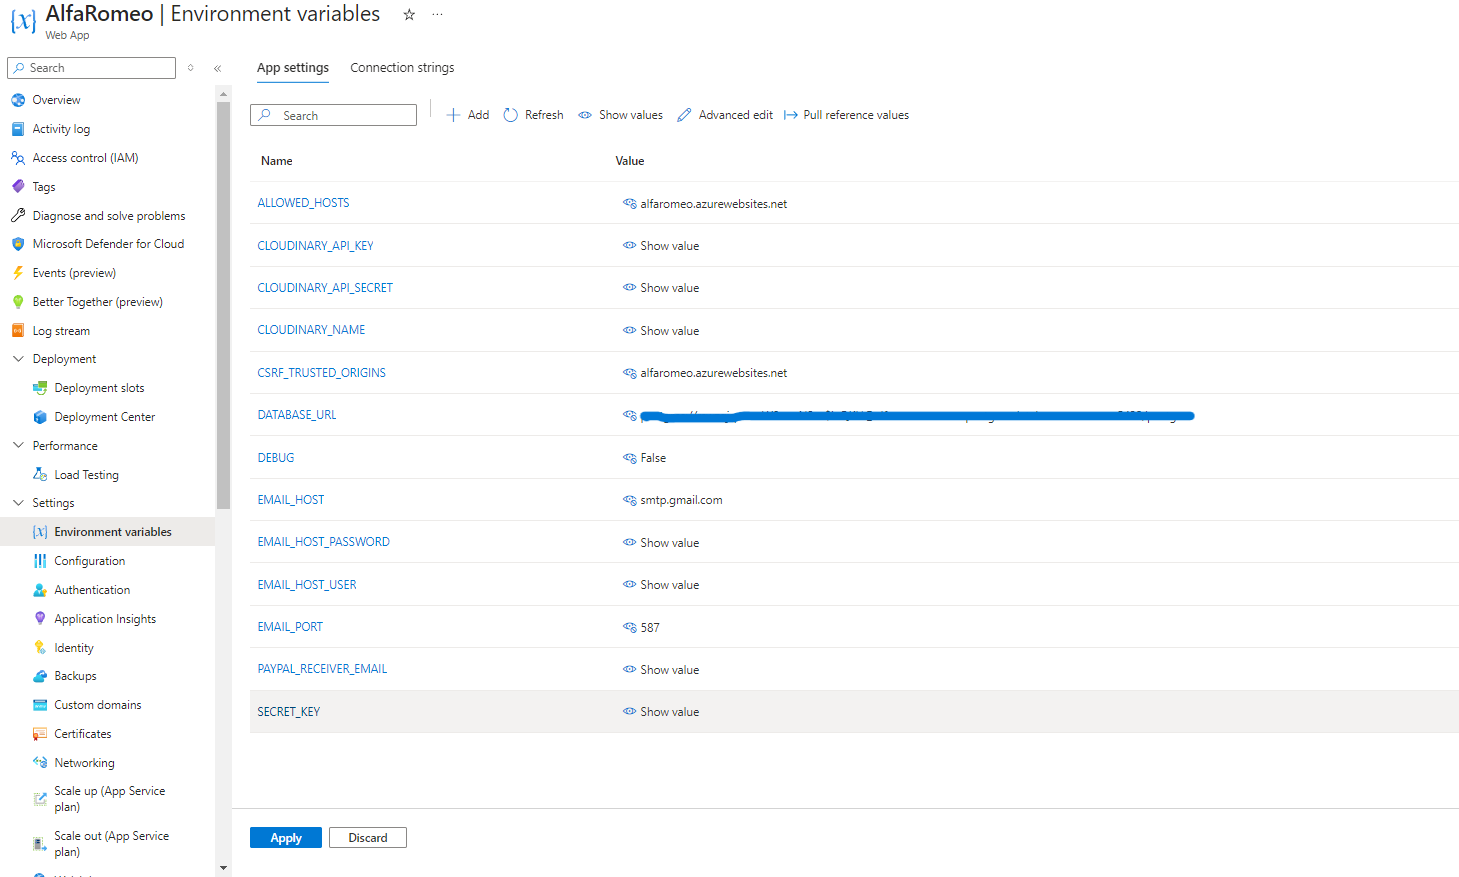 AlfaRomeo | Environment variables
Web App
Search
Overview
Activity log
Access control (IAM)
Tags
Diagnose and solve problems
Microsoft Defender for Cloud
Events (preview)
Better Together (preview)
Log stream
Deployment
Deployment slots
Deployment Center
Performance
Load Testing
Settings
Environment variables
Configuration
Authentication
Application Insights
Identity
Backups
Custom domains
Certificates
Networking
Scale up (App Service
plan)
Scale out (App Service
plan)
App settings Connection strings
Search Add Refresh Show values Advanced edit Pull reference values
Name Value
ALLOWED_HOSTS alfaromeo.azurewebsites.net
CLOUDINARY_API_KEY Show value
CLOUDINARY_API_SECRET Show value
CLOUDINARY_NAME Show value
CSRF_TRUSTED_ORIGINS alfaromeo.azurewebsites.net
DATABASE_URL
DEBUG False
EMAIL_HOST smtp.gmail.com
EMAIL_HOST_PASSWORD Show value
EMAIL_HOST_USER Show value
EMAIL_PORT 587
PAYPAL_RECEIVER_EMAIL Show value
SECRET_KEY Show value
Apply Discard